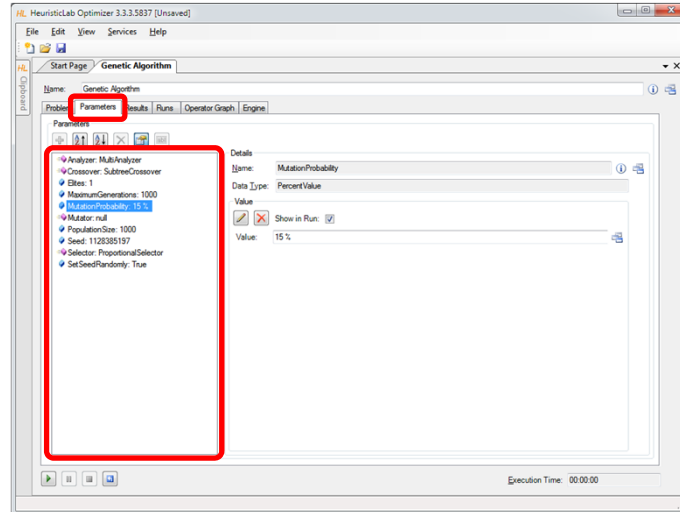 HL HeuristicLab Optimizer 3.3.3.5837 [Unsaved]
File Edit View Services Help
HL Clipboard
Start Page Genetic Algorithm
Name: Genetic Algorithm
Problem Parameters Results Runs Operator Graph Engine
Parameters
Analyzer: MultiAnalyzer
Crossover: SubtreeCrossover
Elites: 1
MaximumGenerations: 1000
MutationProbability: 15 %
Mutator: null
PopulationSize: 1000
Seed: 1128385197
Selector: ProportionalSelector
SetSeedRandomly: True
Details
Name: MutationProbability
Data Type: PercentValue
Value
Show in Run:
Value: 15 %
Execution Time: 00:00:00